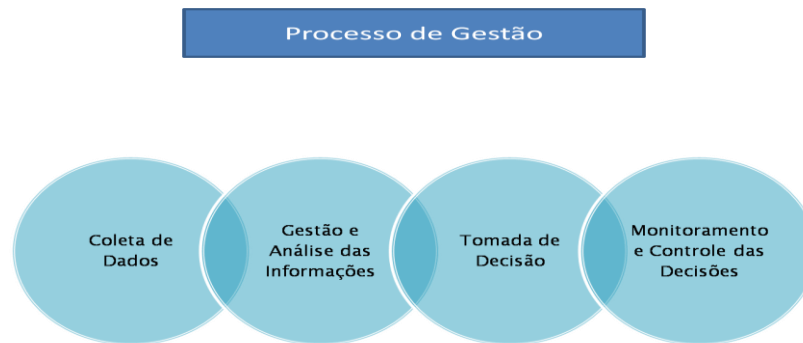 Processo de Gestão
Coleta de
Dados
Gestão e
Análise das
Informações
Tomada de
Decisão
Monitoramento
e Controle das
Decisões